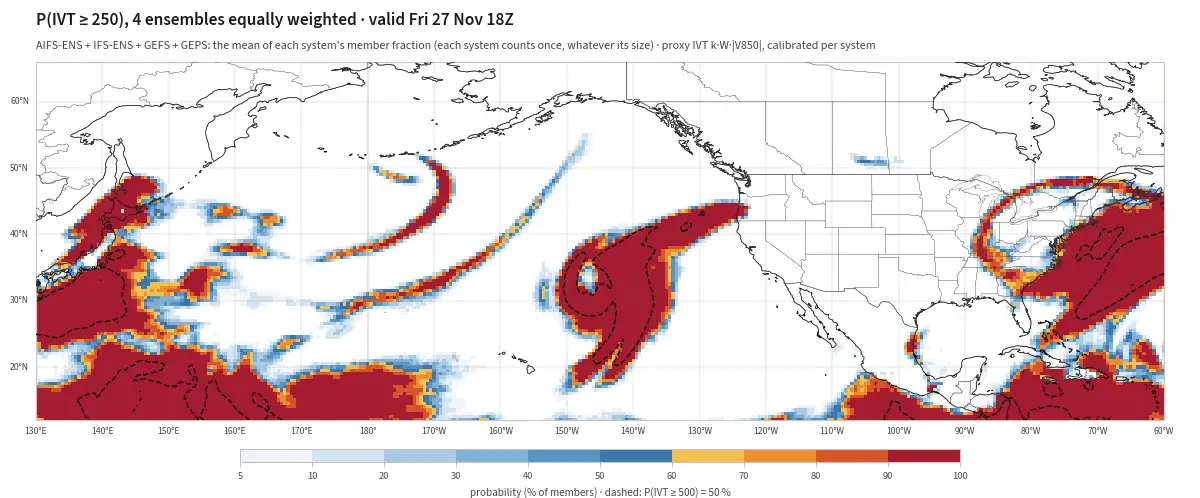 P(IVT ≥ 250), 4 ensembles equally weighted · valid Fri 27 Nov 18Z
AIFS-ENS + IFS-ENS + GEFS + GEPS: the mean of each system's member fraction (each system counts once, whatever its size) · proxy IVT k·W·|V850|, calibrated per system
60°N
50°N
40°N
30°N
20°N
130°E 140°E 150°E 160°E 170°E 180° 170°W 160°W 150°W 140°W 130°W 120°W 110°W 100°W 90°W 80°W 70°W 60°W
5 10 20 30 40 50 60 70 80 90 100
probability (% of members) · dashed: P(IVT ≥ 500) = 50 %